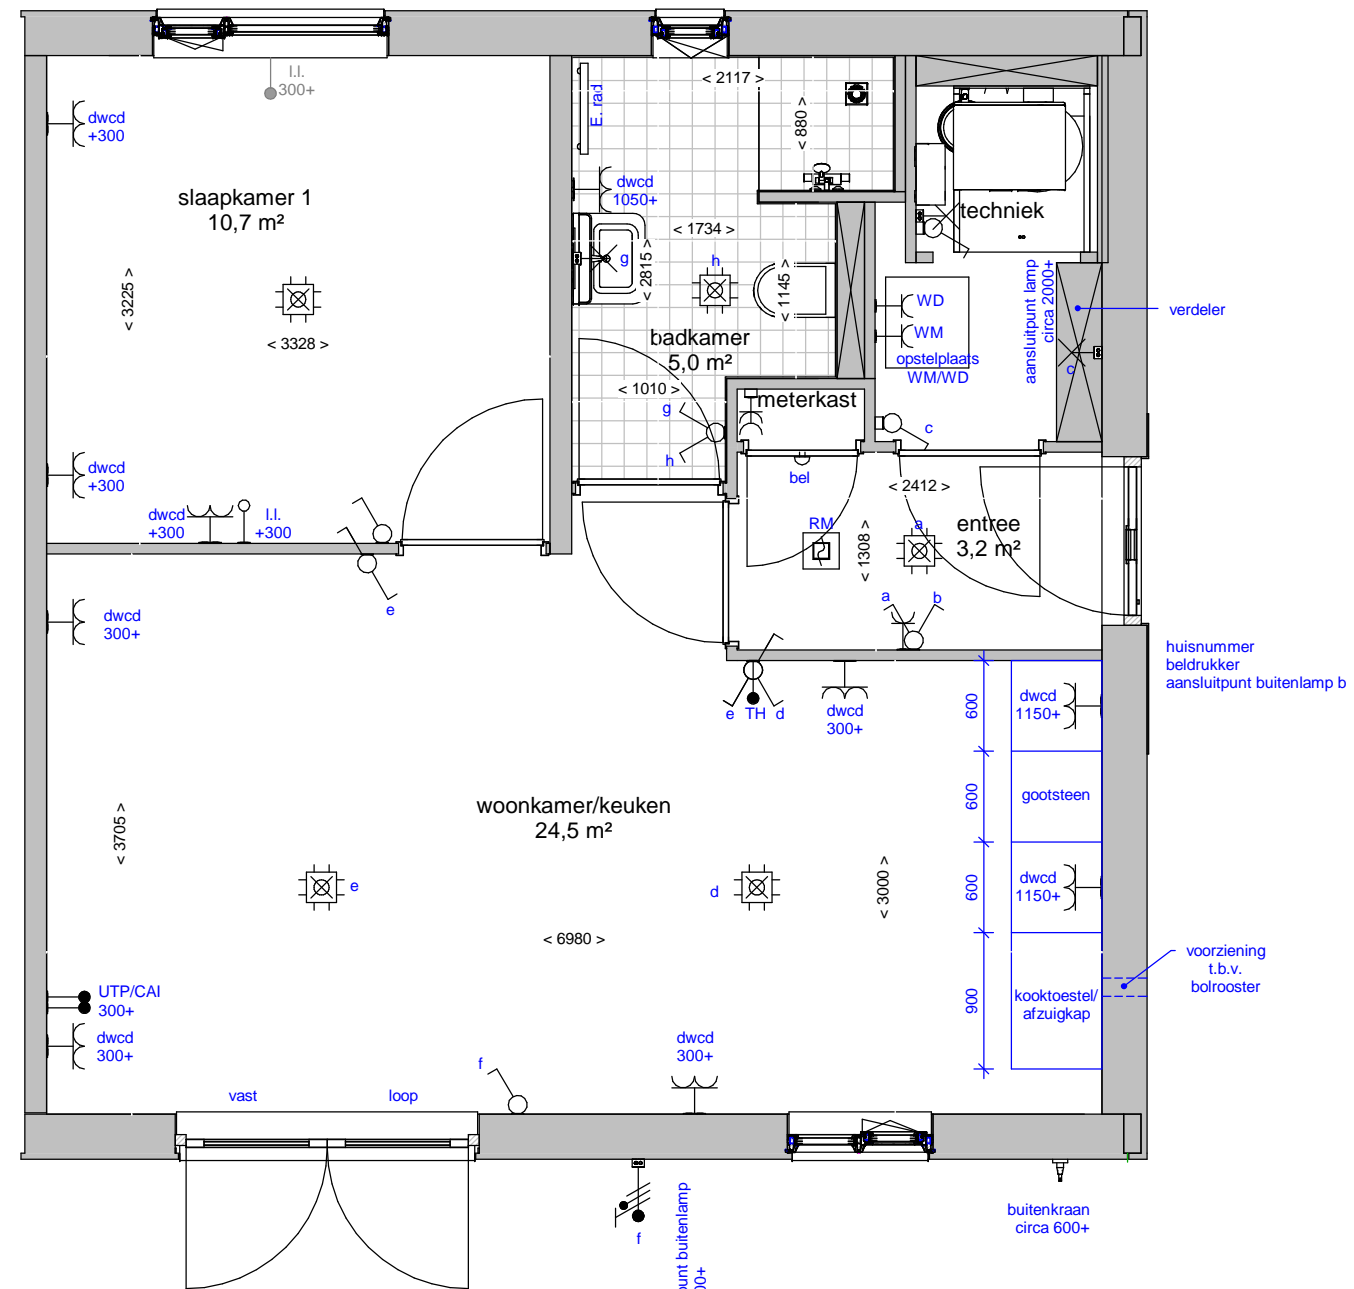 l.l.
300+
dwcd
+300
slaapkamer 1
10,7 m²
< 3225 >
< 3328 >
dwcd
+300
dwcd
+300
l.l.
+300
E. rad
< 2117 >
< 880 >
dwcd
1050+
< 1734 >
g
< 2815 >
h
< 1145 >
badkamer
5,0 m²
< 1010 >
g
h
techniek
WD
WM
opstelplaats
WM/WD
aansluitpunt lamp
circa 2000+
c
verdeler
meterkast
c
bel
< 2412 >
RM
a
entree
3,2 m²
< 1308 >
a
b
huisnummer
beldrukker
aansluitpunt buitenlamp b
e
dwcd
300+
e
TH
d
dwcd
300+
600
dwcd
1150+
600
gootsteen
600
dwcd
1150+
900
kooktoestel/
afzuigkap
voorziening
t.b.v.
bolrooster
woonkamer/keuken
24,5 m²
< 3705 >
e
d
< 3000 >
< 6980 >
UTP/CAI
300+
dwcd
300+
dwcd
300+
f
vast
loop
f
punt buitenlamp
00+
buitenkraan
circa 600+